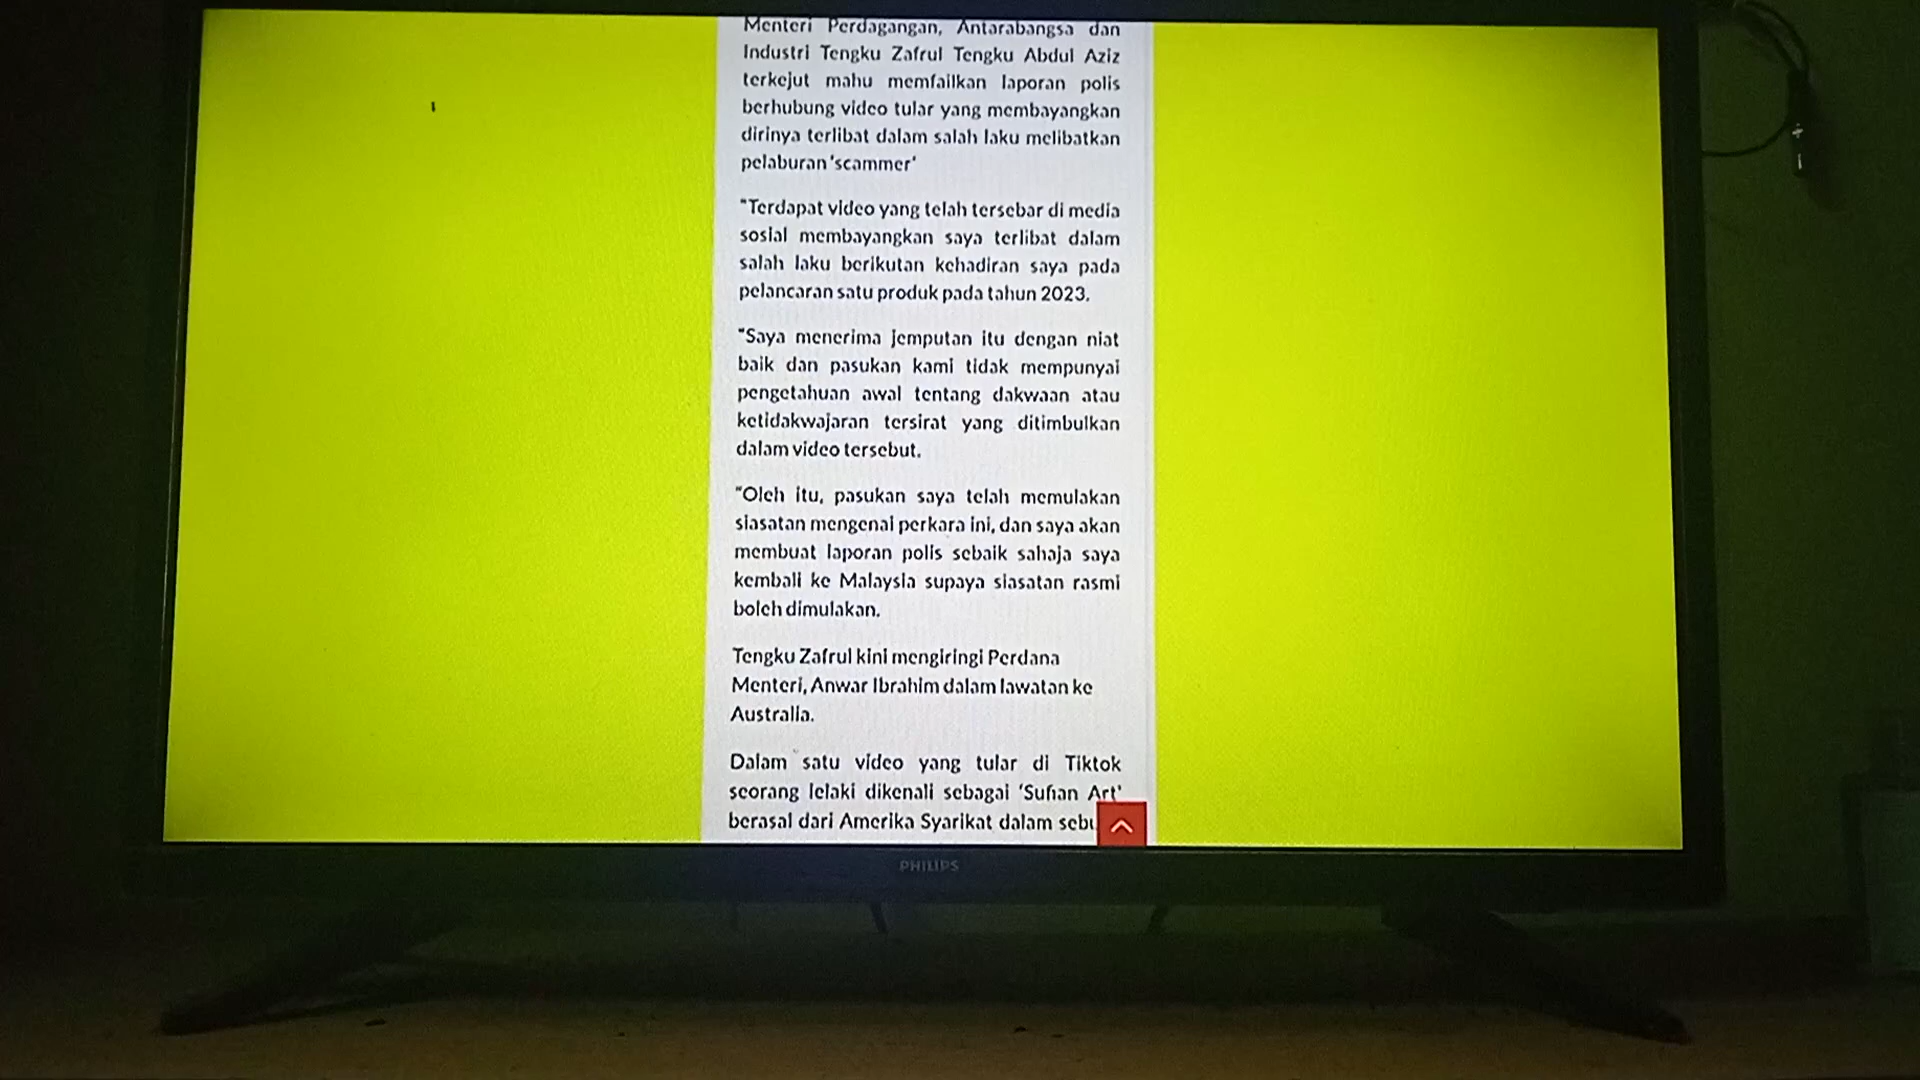 Menteri Perdagangan, Antarabangsa dan
Industri Tengku Zafrul Tengku Abdul Aziz
terkejut mahu memfailkan laporan polis
berhubung video tular yang membayangkan
dirinya terlibat dalam salah laku melibatkan
pelaburan 'scammer'
"Terdapat video yang telah tersebar di media
sosial membayangkan saya terlibat dalam
salah laku berikutan kehadiran saya pada
pelancaran satu produk pada tahun 2023.
"Saya menerima jemputan itu dengan niat
baik dan pasukan kami tidak mempunyai
pengetahuan awal tentang dakwaan atau
ketidakwajaran tersirat yang ditimbulkan
dalam video tersebut.
"Oleh itu, pasukan saya telah memulakan
siasatan mengenai perkara ini, dan saya akan
membuat laporan polis sebaik sahaja saya
kembali ke Malaysia supaya siasatan rasmi
boleh dimulakan.
Tengku Zafrul kini mengiringi Perdana
Menteri, Anwar Ibrahim dalam lawatan ke
Australia.
Dalam satu video yang tular di Tiktok
seorang lelaki dikenali sebagai 'Sufian Art'
berasal dari Amerika Syarikat dalam
PHILIPS